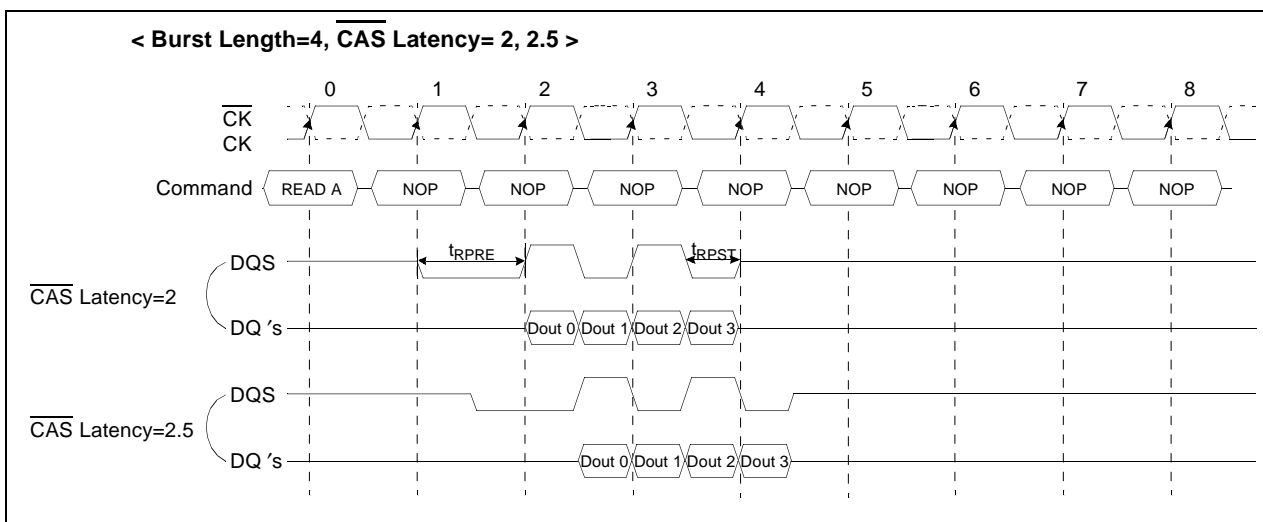 < Burst Length=4, CAS Latency= 2, 2.5 >
0 1 2 3 4 5 6 7 8
CK
CK
Command READ A NOP NOP NOP NOP NOP NOP NOP NOP
tRPRE tRPST
DQS
CAS Latency=2
DQ ′s Dout 0 Dout 1 Dout 2 Dout 3
DQS
CAS Latency=2.5
DQ ′s Dout 0 Dout 1 Dout 2 Dout 3